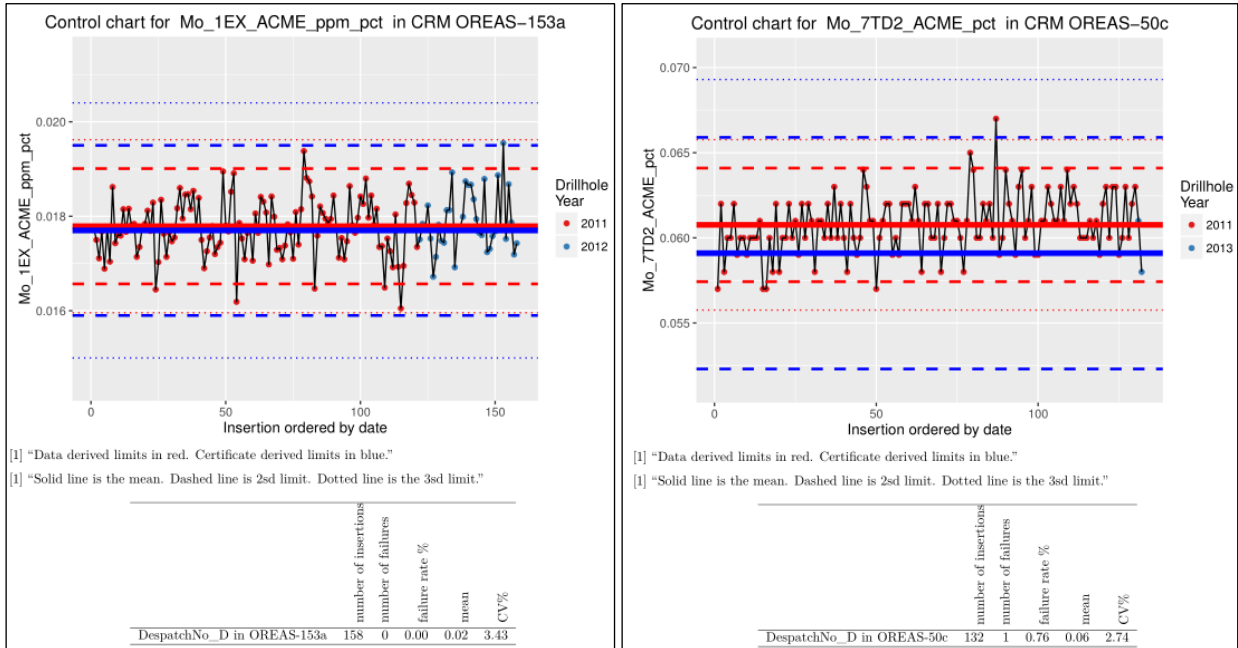 Control chart for Mo_1EX_ACME_ppm_pct in CRM OREAS−153a
Mo_1EX_ACME_ppm_pct
0.020
0.018
0.016
0
50
100
150
Insertion ordered by date
Drillhole
Year
2011
2012
[1] “Data derived limits in red. Certificate derived limits in blue.”
[1] “Solid line is the mean. Dashed line is 2sd limit. Dotted line is the 3sd limit.”
number of insertions
number of failures
failure rate %
mean
CV%
DespatchNo_D in OREAS-153a 158 0 0.00 0.02 3.43
Control chart for Mo_7TD2_ACME_pct in CRM OREAS−50c
Mo_7TD2_ACME_pct
0.070
0.065
0.060
0.055
0
50
100
Insertion ordered by date
Drillhole
Year
2011
2013
[1] “Data derived limits in red. Certificate derived limits in blue.”
[1] “Solid line is the mean. Dashed line is 2sd limit. Dotted line is the 3sd limit.”
number of insertions
number of failures
failure rate %
mean
CV%
DespatchNo_D in OREAS-50c 132 1 0.76 0.06 2.74